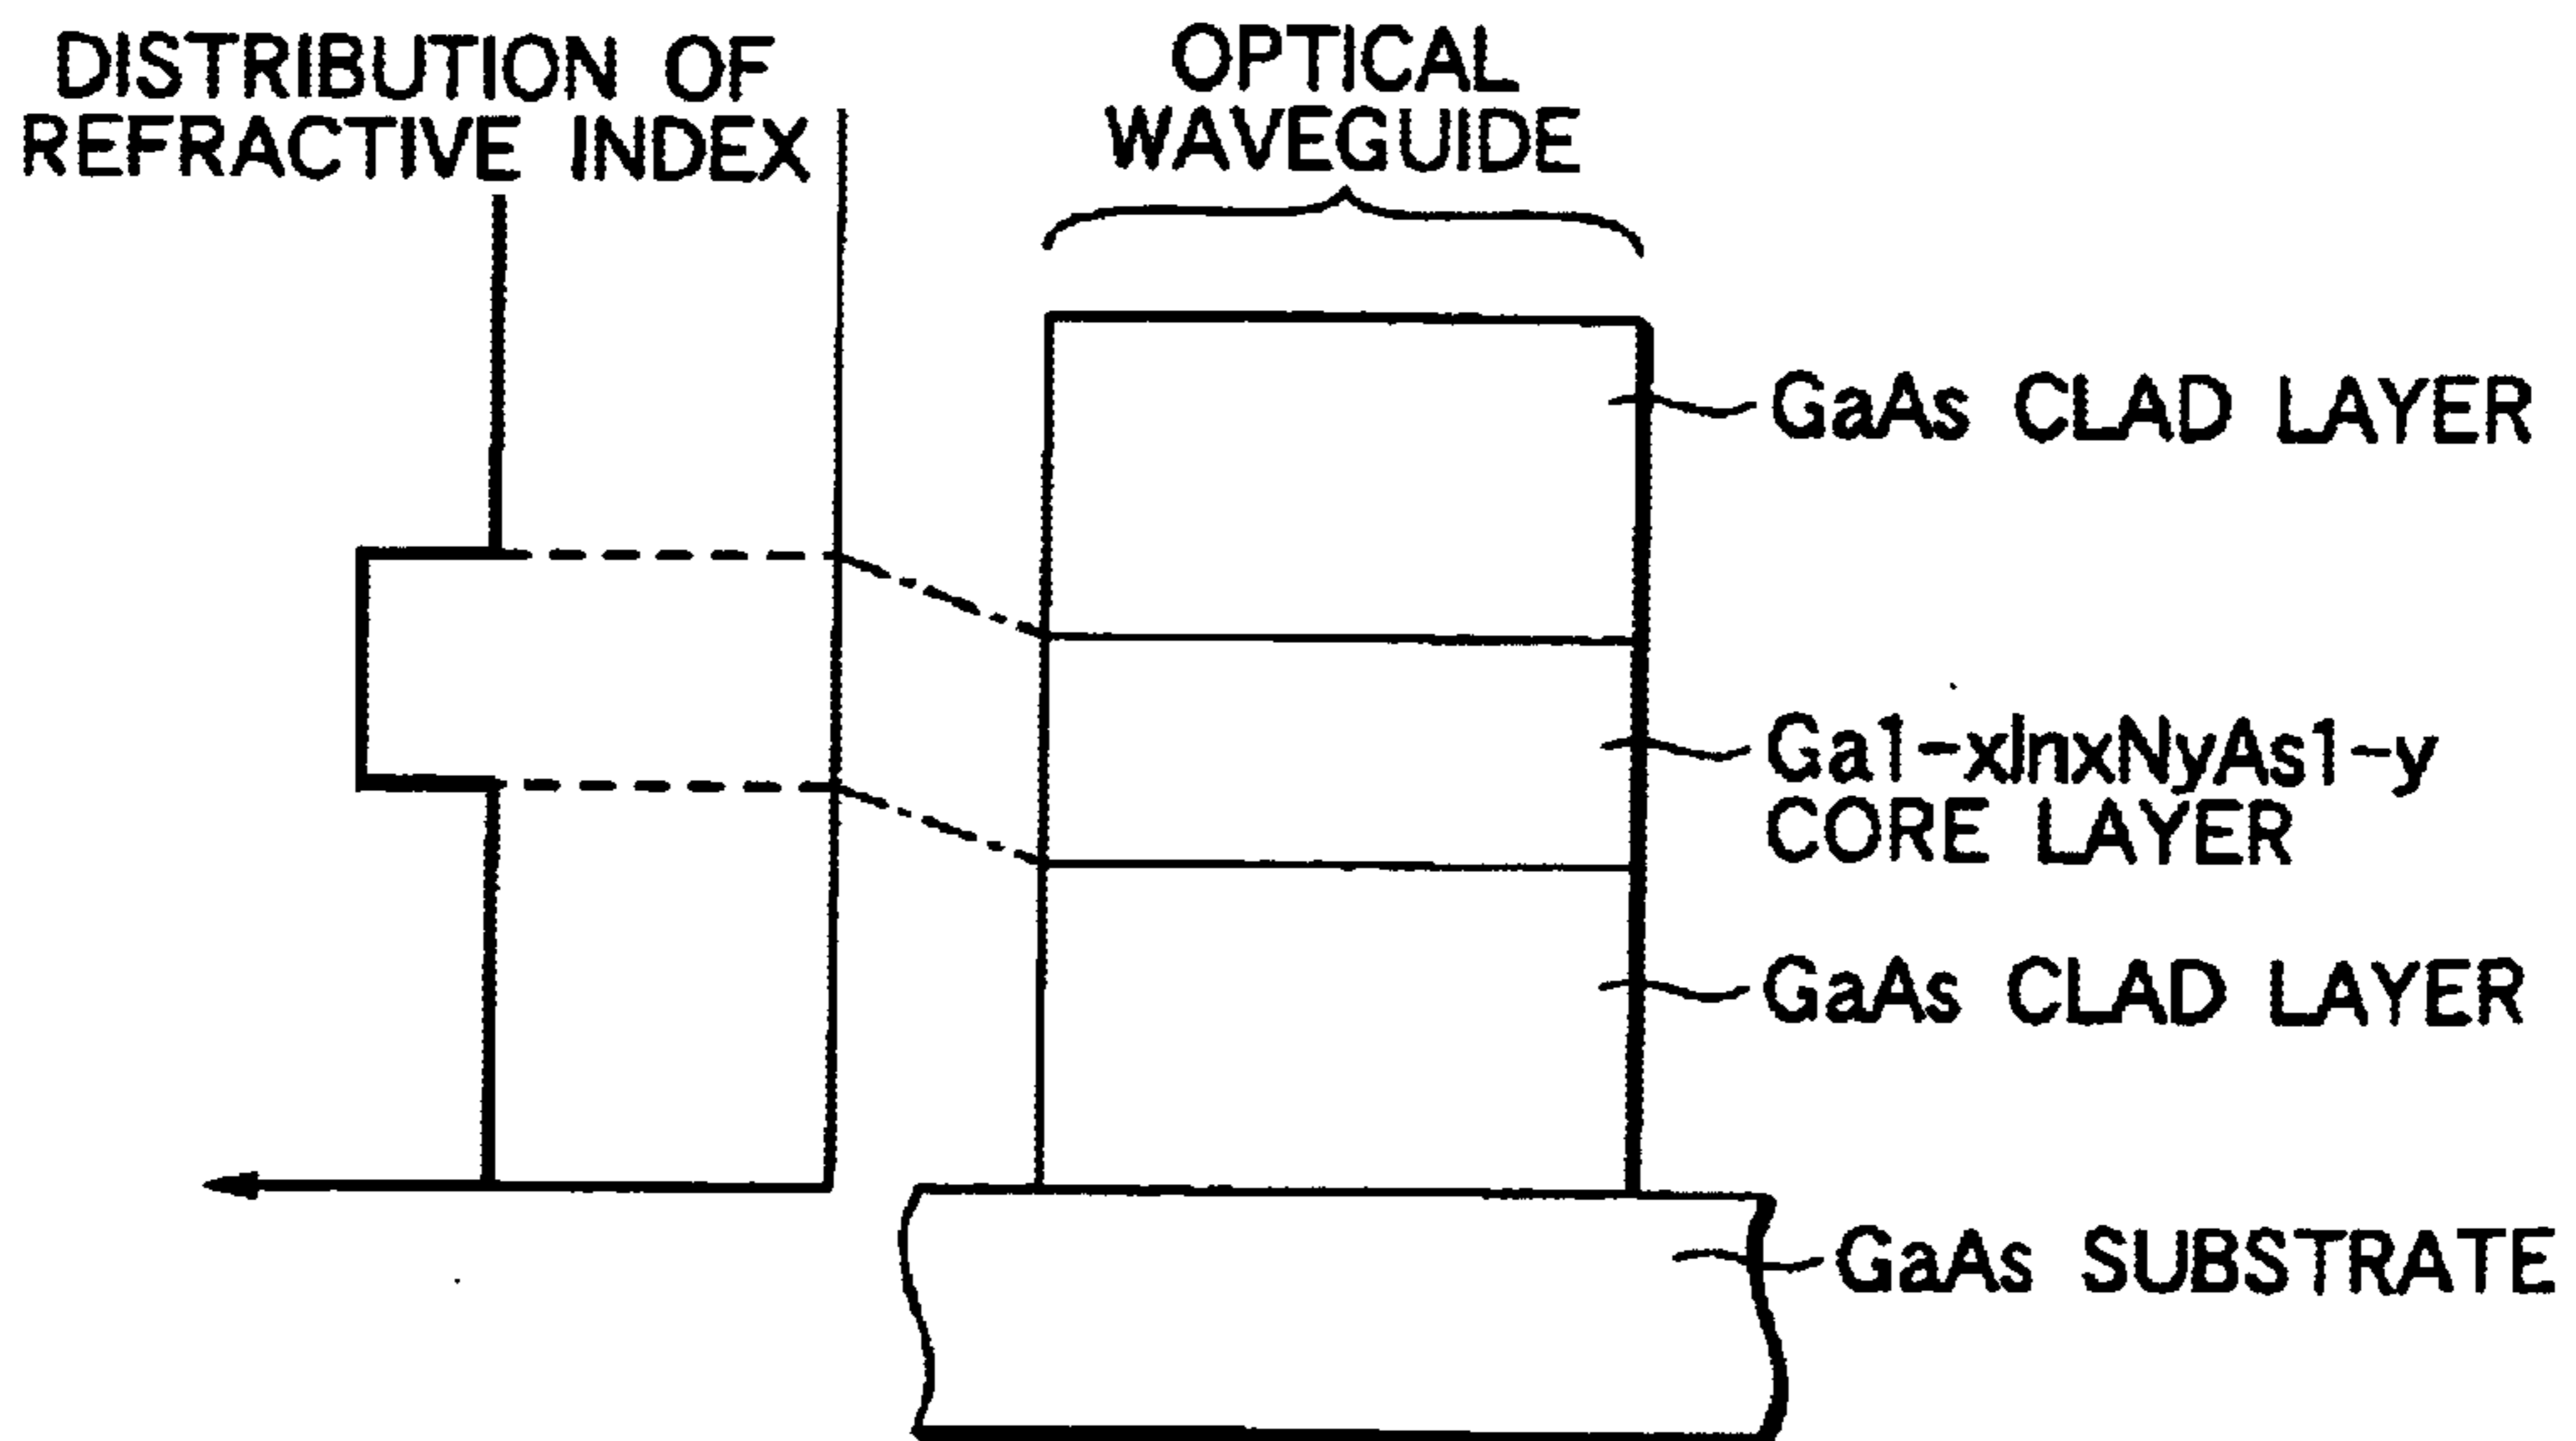 DISTRIBUTION OF
REFRACTIVE INDEX
OPTICAL
WAVEGUIDE
GaAs CLAD LAYER
Ga1-xInxNyAs1-y
CORE LAYER
GaAs CLAD LAYER
GaAs SUBSTRATE